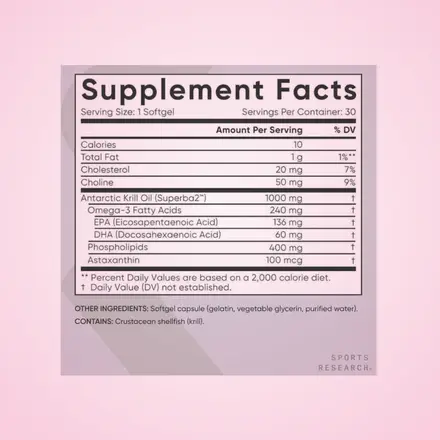 Supplement Facts
Serving Size: 1 Softgel Servings Per Container: 30
Amount Per Serving % DV
Calories 10
Total Fat 1 g 1%**
Cholesterol 20 mg 7%
Choline 50 mg 9%
Antarctic Krill Oil (Superba2™) 1000 mg †
Omega-3 Fatty Acids 240 mg †
EPA (Eicosapentaenoic Acid) 136 mg †
DHA (Docosahexaenoic Acid) 60 mg †
Phospholipids 400 mg †
Astaxanthin 100 mcg †
** Percent Daily Values are based on a 2,000 calorie diet.
† Daily Value (DV) not established.
OTHER INGREDIENTS: Softgel capsule (gelatin, vegetable glycerin, purified water).
CONTAINS: Crustacean shellfish (krill).
SPORTS
RESEARCH®